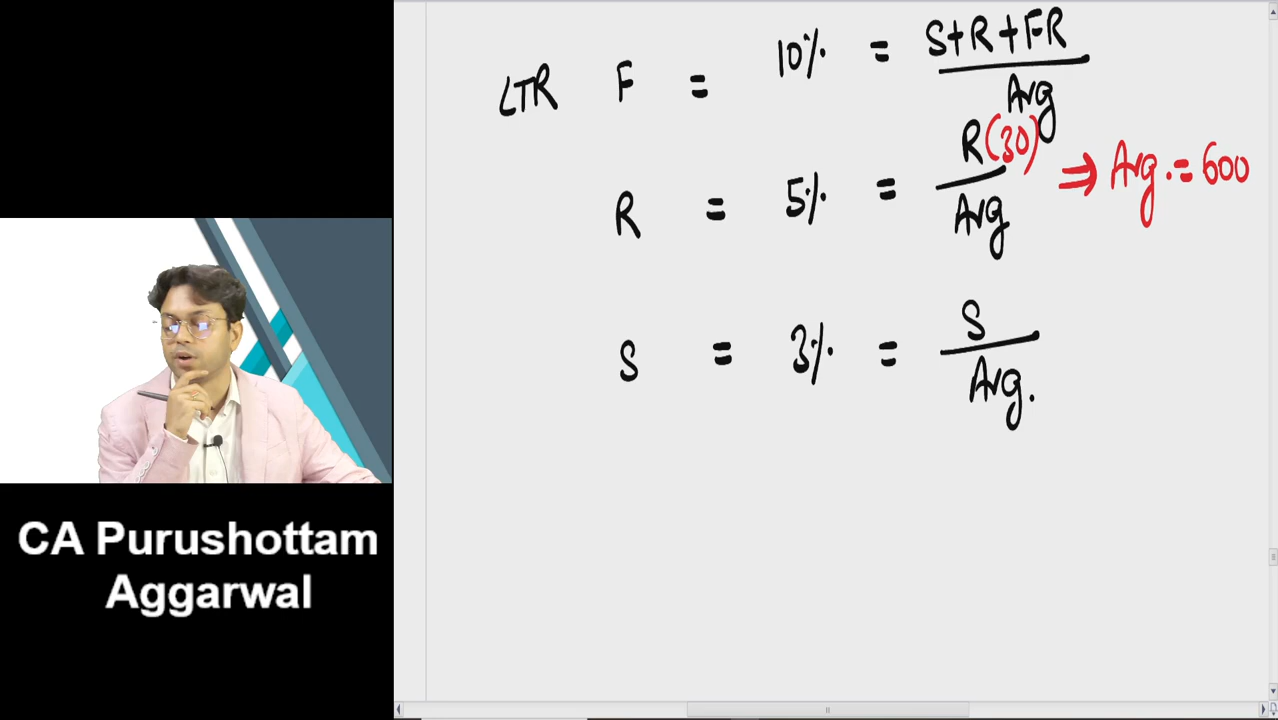 LTR F = 10% = S+R+FR / Avg
R = 5% = R(30) / Avg ⇒ Avg. = 600
S = 3% = S / Avg.
CA Purushottam
Aggarwal